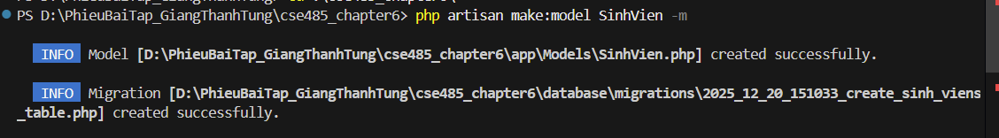 PS D:\PhieuBaiTap_GiangThanhTung\cse485_chapter6> php artisan make:model SinhVien -m
INFO Model [D:\PhieuBaiTap_GiangThanhTung\cse485_chapter6\app\Models\SinhVien.php] created successfully.
INFO Migration [D:\PhieuBaiTap_GiangThanhTung\cse485_chapter6\database\migrations\2025_12_20_151033_create_sinh_viens
_table.php] created successfully.